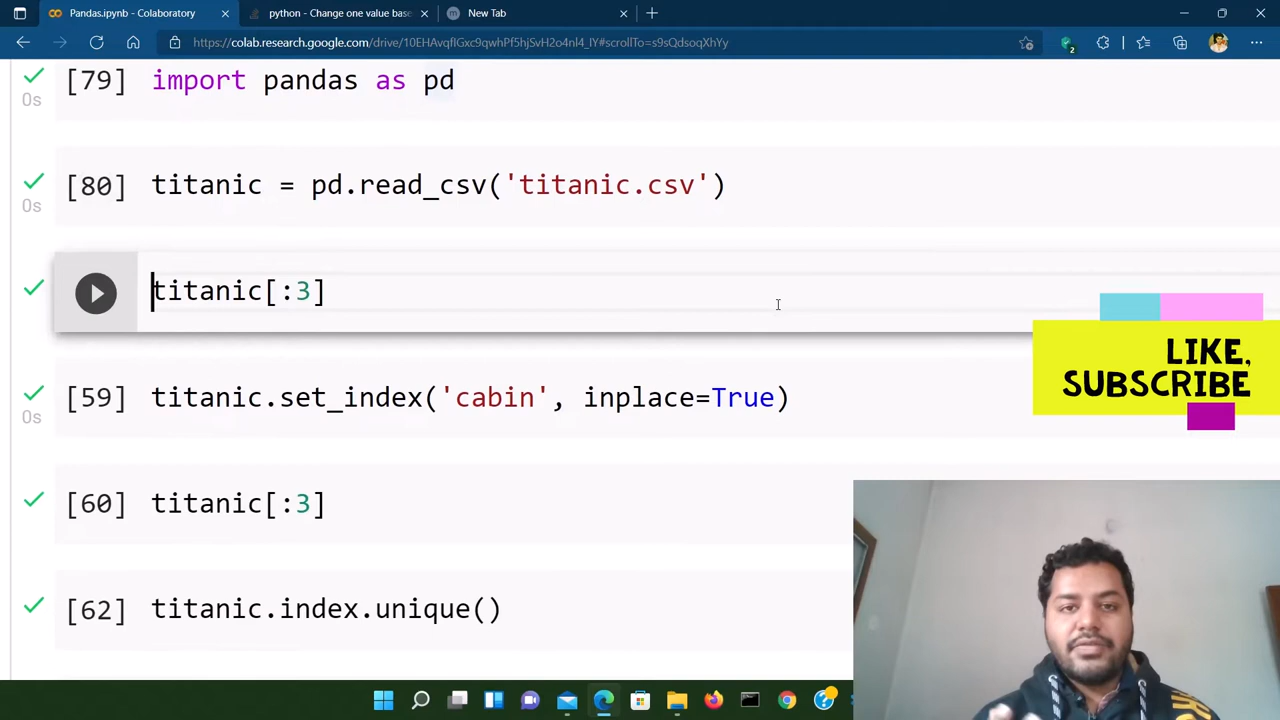 Pandas.ipynb - Colaboratory
python - Change one value base
New Tab
https://colab.research.google.com/drive/10EHAvqflGxc9qwhPf5hjSvH2o4nl4_IY#scrollTo=s9sQdsoqXhYy
2
[79] import pandas as pd
0s
[80] titanic = pd.read_csv('titanic.csv')
0s
titanic[:3]
LIKE,
SUBSCRIBE
[59] titanic.set_index('cabin', inplace=True)
0s
[60] titanic[:3]
[62] titanic.index.unique()